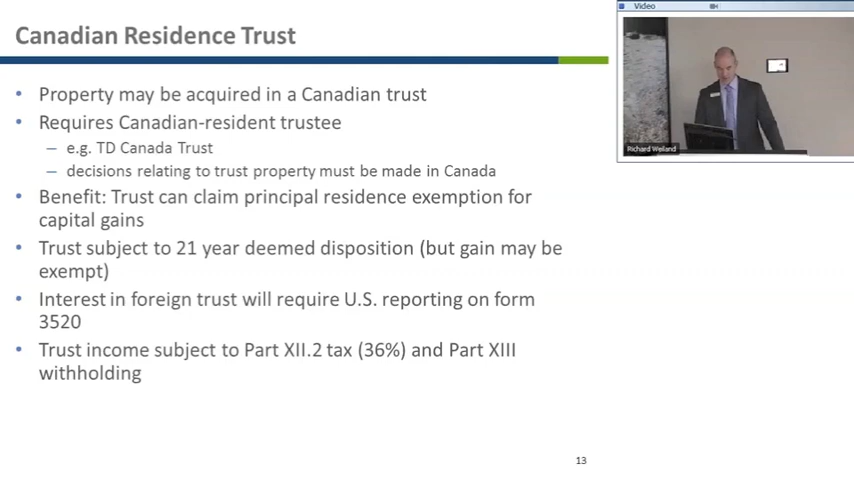 Canadian Residence Trust
• Property may be acquired in a Canadian trust
• Requires Canadian-resident trustee
– e.g. TD Canada Trust
– decisions relating to trust property must be made in Canada
• Benefit: Trust can claim principal residence exemption for
capital gains
• Trust subject to 21 year deemed disposition (but gain may be
exempt)
• Interest in foreign trust will require U.S. reporting on form
3520
• Trust income subject to Part XII.2 tax (36%) and Part XIII
withholding
13
Video
Richard Weiland